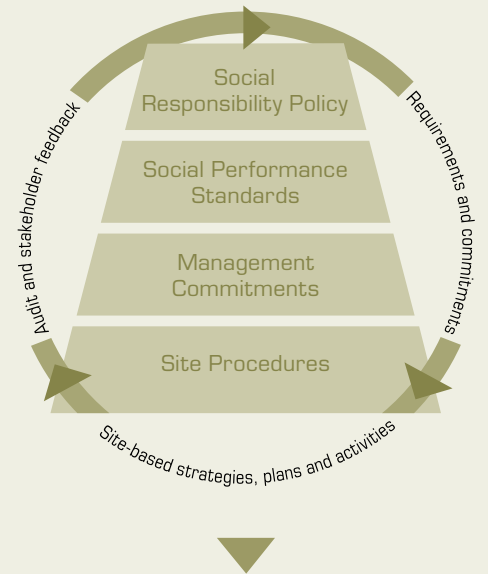 Social
Responsibility Policy
Social Performance
Standards
Management
Commitments
Site Procedures
Audit and stakeholder feedback
Requirements and commitments
Site-based strategies, plans and activities